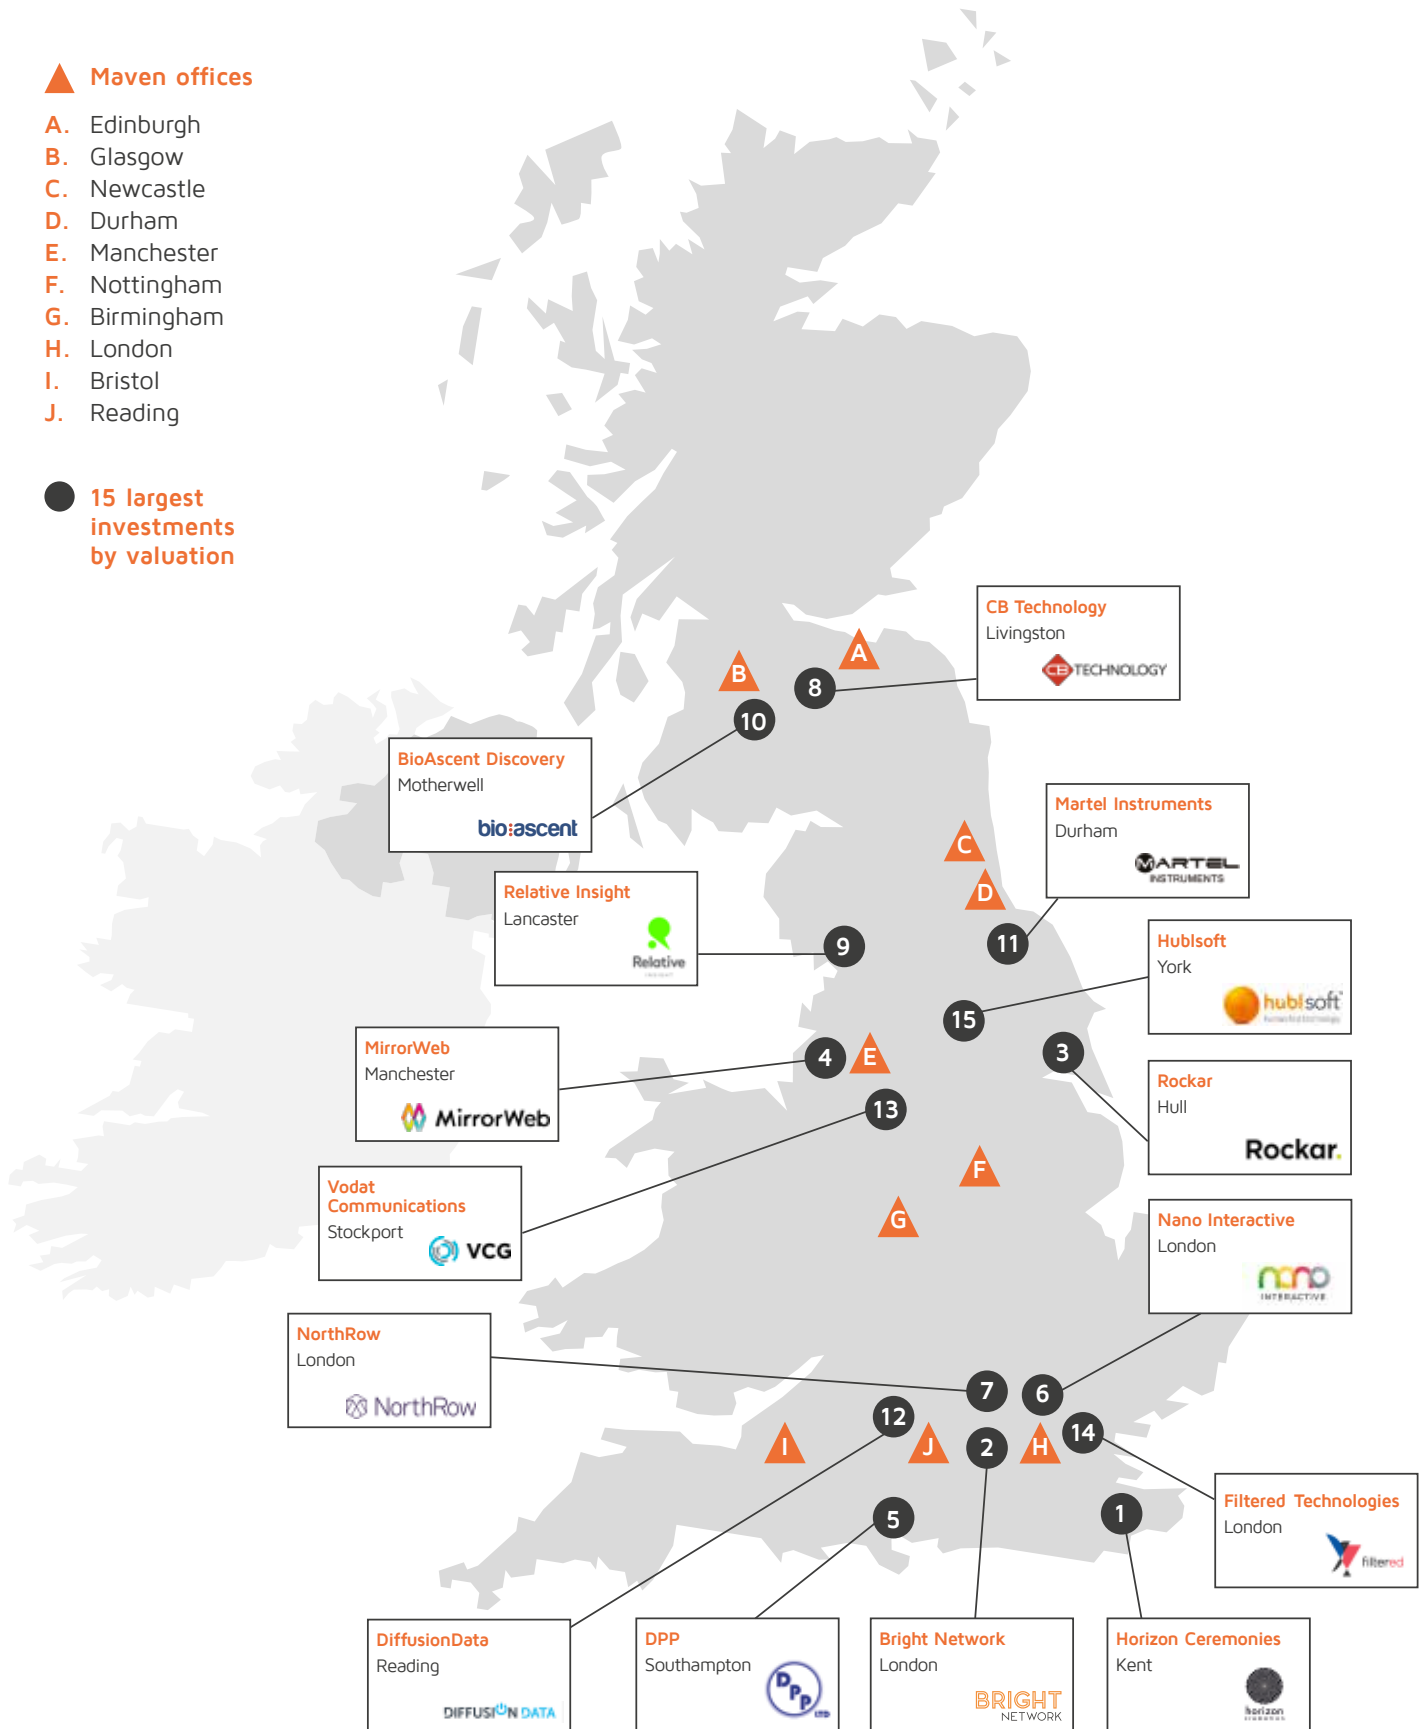 Maven offices
A. Edinburgh
B. Glasgow
C. Newcastle
D. Durham
E. Manchester
F. Nottingham
G. Birmingham
H. London
I. Bristol
J. Reading
15 largest
investments
by valuation
CB Technology
Livingston
CB TECHNOLOGY
A
B
8
10
BioAscent Discovery
Motherwell
bio:ascent
Martel Instruments
Durham
MARTEL
INSTRUMENTS
C
D
Relative Insight
Lancaster
Relative
INSIGHT
9
11
Hublsoft
York
hublsoft
15
MirrorWeb
Manchester
MirrorWeb
4
E
3
Rockar
Hull
Rockar.
13
Vodat
Communications
Stockport
VCG
F
G
Nano Interactive
London
nano
INTERACTIVE
NorthRow
London
NorthRow
7
6
12
14
I
J
2
H
Filtered Technologies
London
filtered
5
1
DiffusionData
Reading
DIFFUSION DATA
DPP
Southampton
DPP
LTD
Bright Network
London
BRIGHT
NETWORK
Horizon Ceremonies
Kent
horizon